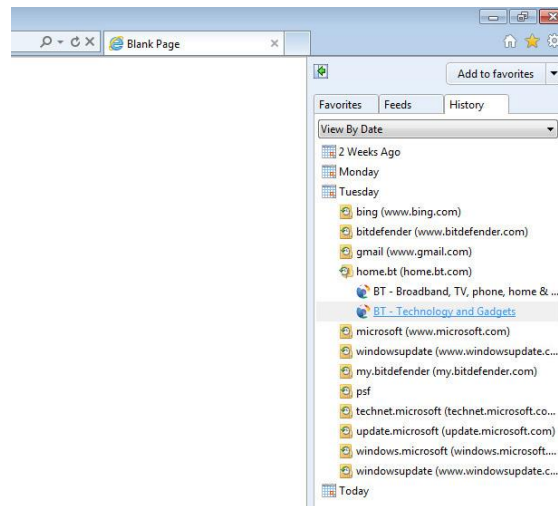 Blank Page
Add to favorites
Favorites Feeds History
View By Date
2 Weeks Ago
Monday
Tuesday
bing (www.bing.com)
bitdefender (www.bitdefender.com)
gmail (www.gmail.com)
home.bt (home.bt.com)
BT - Broadband, TV, phone, home & ...
BT - Technology and Gadgets
microsoft (www.microsoft.com)
windowsupdate (www.windowsupdate.c...
my.bitdefender (my.bitdefender.com)
psf
technet.microsoft (technet.microsoft.co...
update.microsoft (update.microsoft.com)
windows.microsoft (windows.microsoft....
windowsupdate (www.windowsupdate.c...
Today